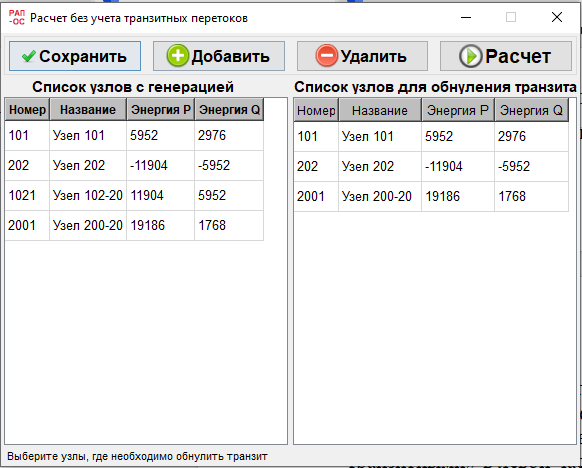 РАП
-ОС
Расчет без учета транзитных перетоков
Сохранить Добавить Удалить Расчет
Список узлов с генерацией
Номер Название Энергия P Энергия Q
101 Узел 101 5952 2976
202 Узел 202 -11904 -5952
1021 Узел 102-20 11904 5952
2001 Узел 200-20 19186 1768
Список узлов для обнуления транзита
Номер Название Энергия P Энергия Q
101 Узел 101 5952 2976
202 Узел 202 -11904 -5952
2001 Узел 200-20 19186 1768
Выберите узлы, где необходимо обнулить транзит